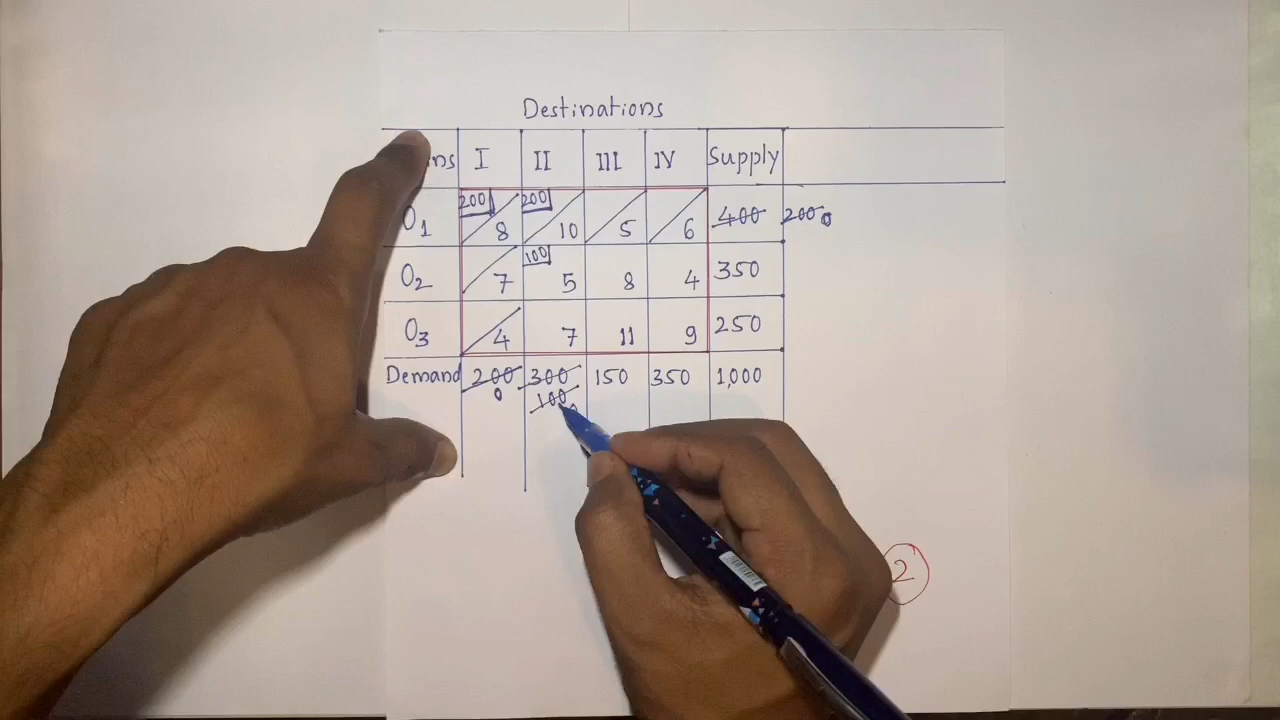 Destinations
ns I II III IV Supply
O1 200 8 200 10 5 6 400 200 0
O2 7 100 5 8 4 350
O3 4 7 11 9 250
Demand 200 300 150 350 1,000
0 100 0
2